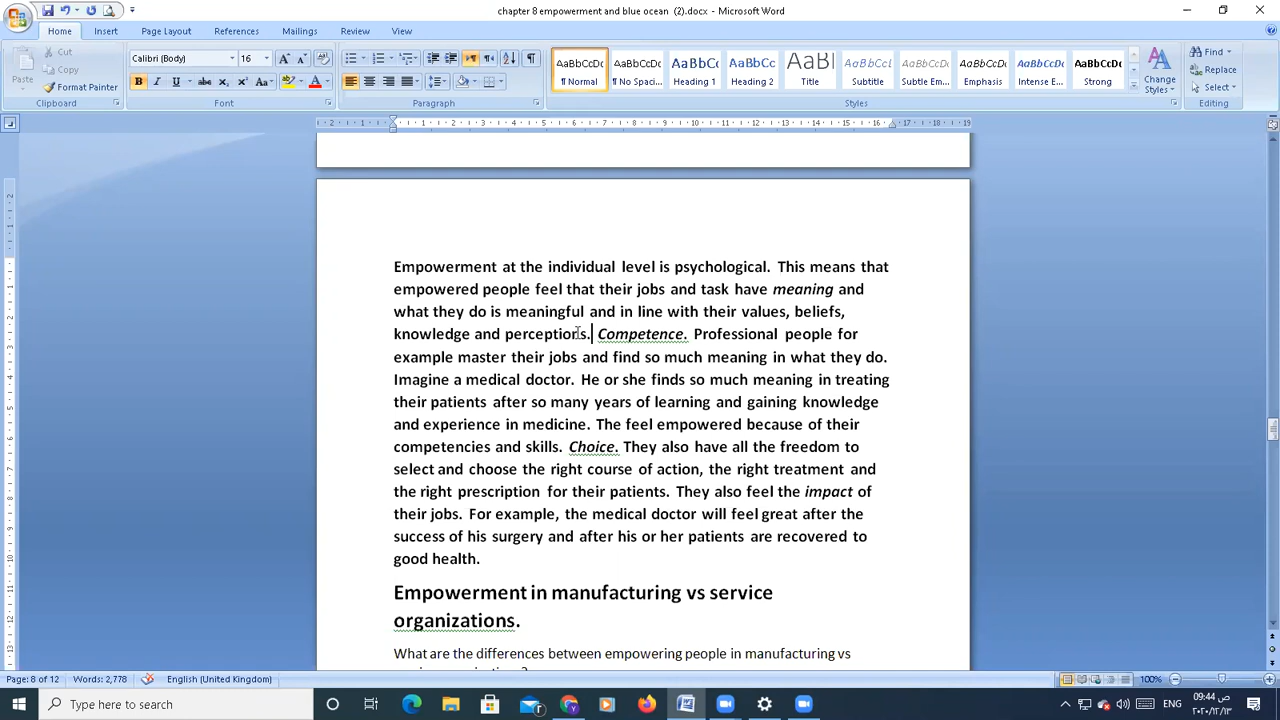 chapter 8 empowerment and blue ocean (2).docx - Microsoft Word
Home Insert Page Layout References Mailings Review View
Cut
Copy
Format Painter
Paste
Calibri (Body) 16
AaBbCcDc AaBbCcDc AaBbCc AaBbCc AaB AaBbCcL AaBbCcDc AaBbCcDc AaBbCcDc AaBbCcDc
¶ Normal ¶ No Spaci... Heading 1 Heading 2 Title Subtitle Subtle Em... Emphasis Intense E... Strong
Change Styles
Find
Replace
Select
Clipboard Font Paragraph Styles Editing
Empowerment at the individual level is psychological. This means that
empowered people feel that their jobs and task have meaning and
what they do is meaningful and in line with their values, beliefs,
knowledge and perceptions. Competence. Professional people for
example master their jobs and find so much meaning in what they do.
Imagine a medical doctor. He or she finds so much meaning in treating
their patients after so many years of learning and gaining knowledge
and experience in medicine. The feel empowered because of their
competencies and skills. Choice. They also have all the freedom to
select and choose the right course of action, the right treatment and
the right prescription for their patients. They also feel the impact of
their jobs. For example, the medical doctor will feel great after the
success of his surgery and after his or her patients are recovered to
good health.
Empowerment in manufacturing vs service
organizations.
What are the differences between empowering people in manufacturing vs
Page: 8 of 12 Words: 2,778 English (United Kingdom) 100%
Type here to search
ENG
09:44 ص